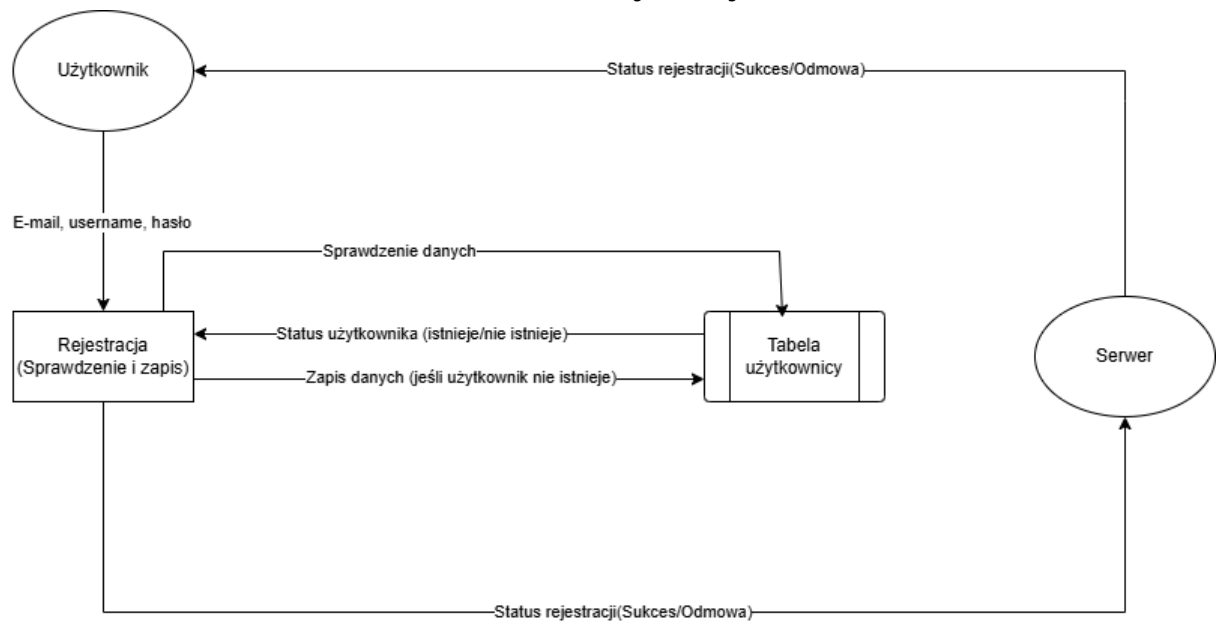 Użytkownik
Status rejestracji(Sukces/Odmowa)
E-mail, username, hasło
Sprawdzenie danych
Rejestracja
(Sprawdzenie i zapis)
Status użytkownika (istnieje/nie istnieje)
Zapis danych (jeśli użytkownik nie istnieje)
Tabela
użytkownicy
Serwer
Status rejestracji(Sukces/Odmowa)